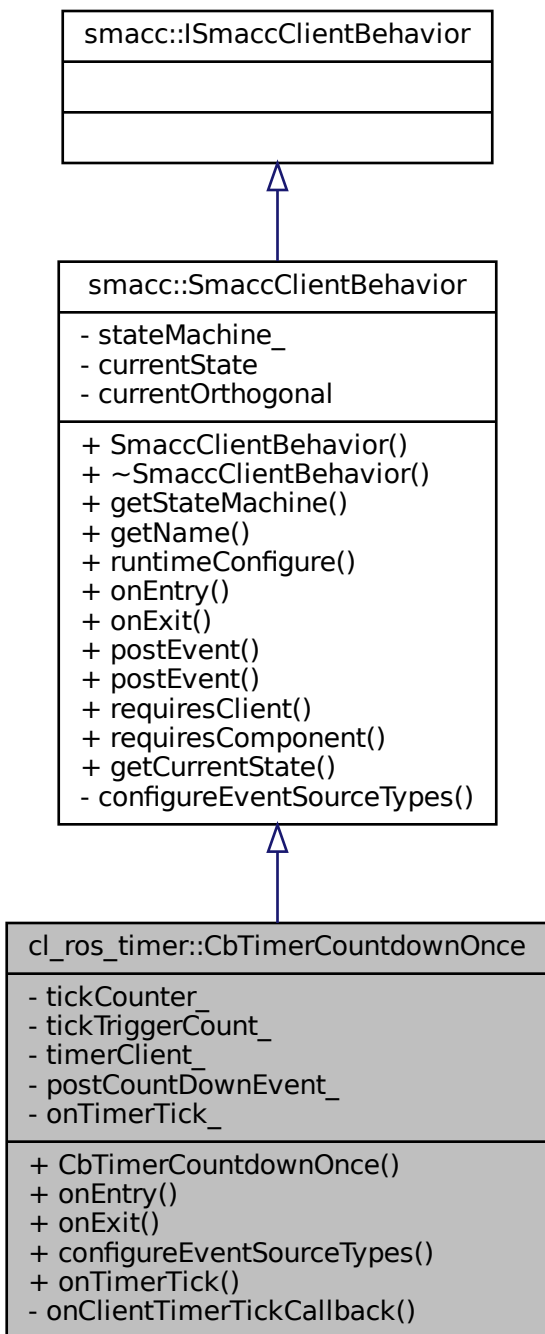 smacc::ISmaccClientBehavior
smacc::SmaccClientBehavior
- stateMachine_
- currentState
- currentOrthogonal
+ SmaccClientBehavior()
+ ~SmaccClientBehavior()
+ getStateMachine()
+ getName()
+ runtimeConfigure()
+ onEntry()
+ onExit()
+ postEvent()
+ postEvent()
+ requiresClient()
+ requiresComponent()
+ getCurrentState()
- configureEventSourceTypes()
cl_ros_timer::CbTimerCountdownOnce
- tickCounter_
- tickTriggerCount_
- timerClient_
- postCountDownEvent_
- onTimerTick_
+ CbTimerCountdownOnce()
+ onEntry()
+ onExit()
+ configureEventSourceTypes()
+ onTimerTick()
- onClientTimerTickCallback()